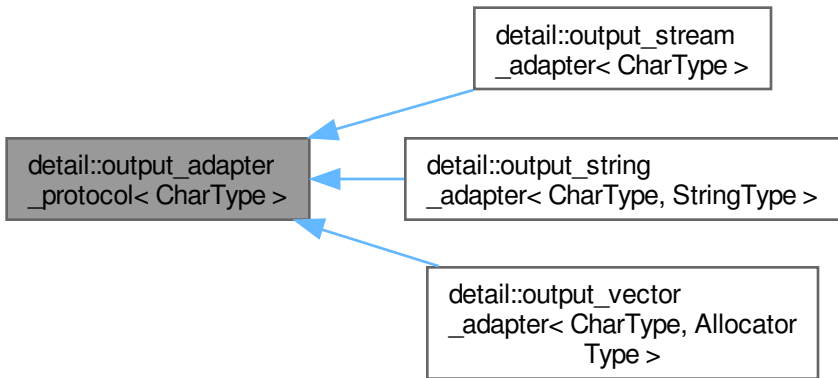 detail::output_stream
_adapter< CharType >
detail::output_adapter
_protocol< CharType >
detail::output_string
_adapter< CharType, StringType >
detail::output_vector
_adapter< CharType, Allocator
Type >